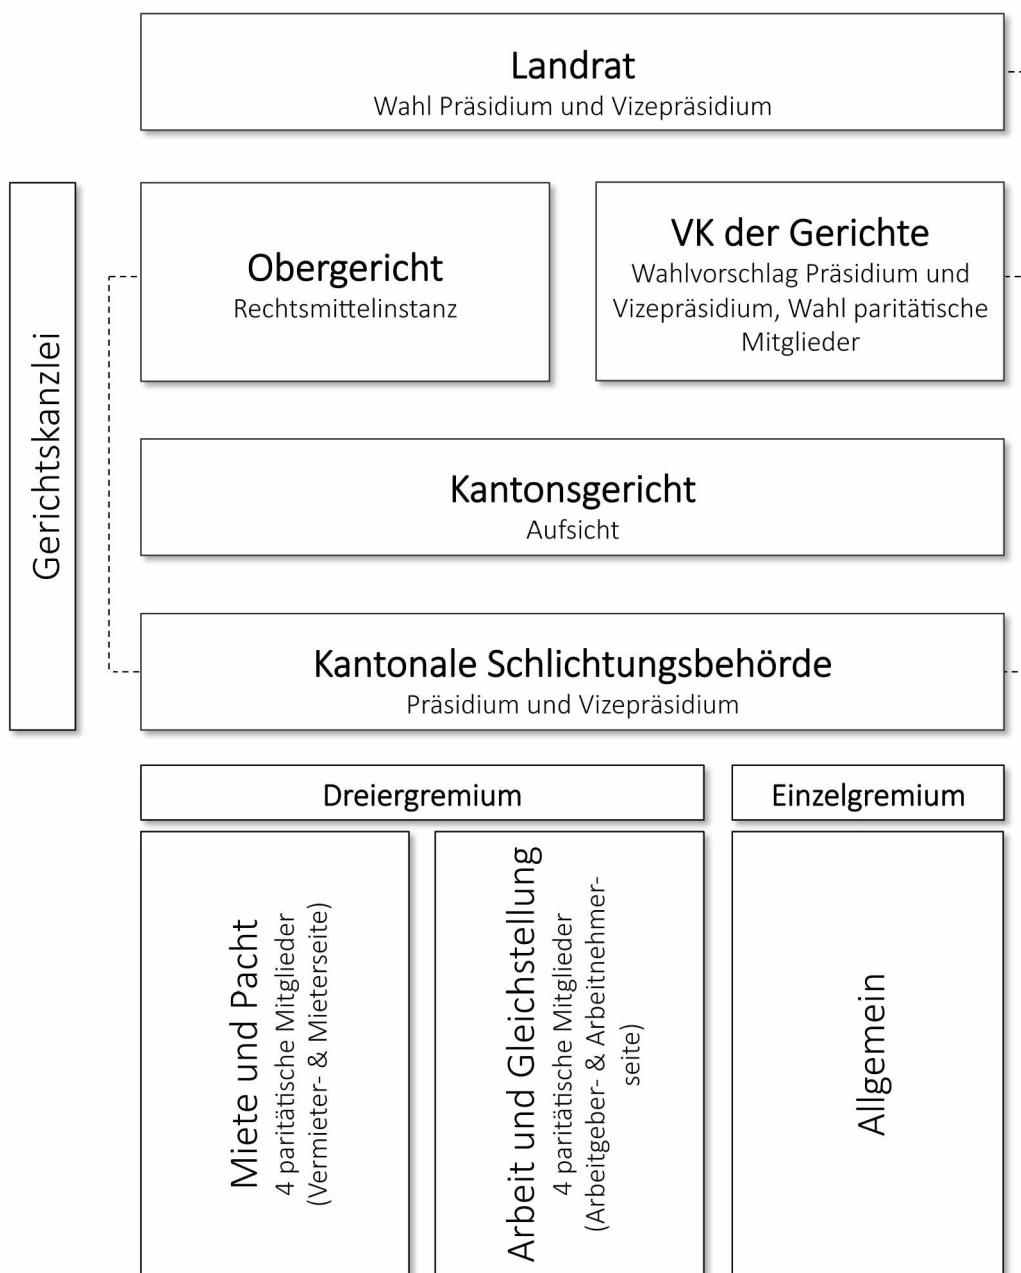 Landrat
Wahl Präsidium und Vizepräsidium
Gerichtskanzlei
Obergericht
Rechtsmittelinstanz
VK der Gerichte
Wahlvorschlag Präsidium und
Vizepräsidium, Wahl paritätische
Mitglieder
Kantonsgericht
Aufsicht
Kantonale Schlichtungsbehörde
Präsidium und Vizepräsidium
Dreiergremium
Einzelgremium
Miete und Pacht
4 paritätische Mitglieder
(Vermieter- & Mieterseite)
Arbeit und Gleichstellung
4 paritätische Mitglieder
(Arbeitgeber- & Arbeitnehmer-
seite)
Allgemein